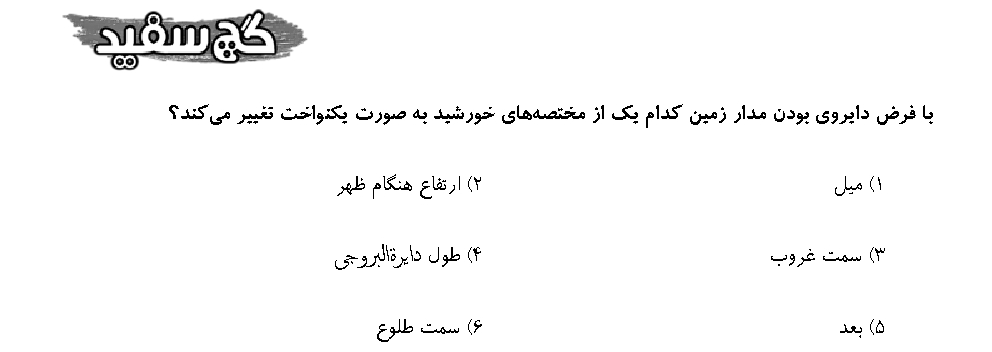 گچ سفید
با فرض دایروی بودن مدار زمین کدام یک از مختصه‌های خورشید به صورت یکنواخت تغییر می‌کند؟
۱) میل ۲) ارتفاع هنگام ظهر
۳) سمت غروب ۴) طول دایرةالبروجی
۵) بعد ۶) سمت طلوع